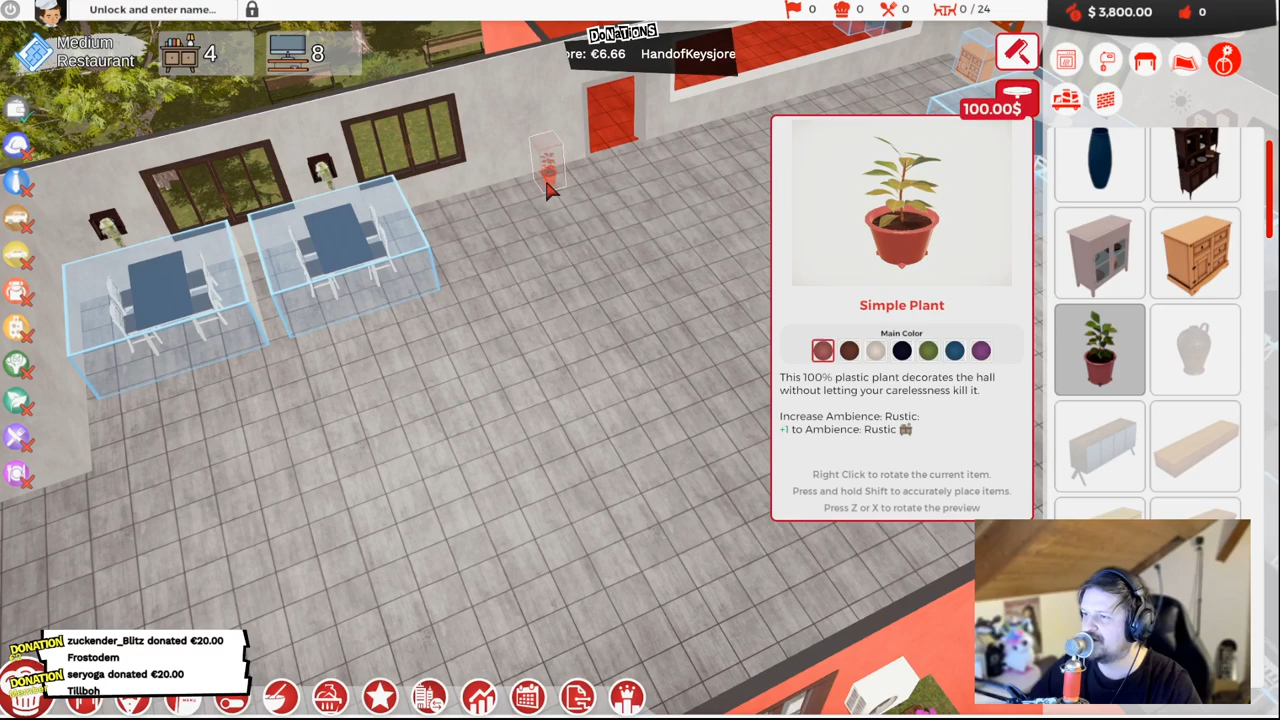 Unlock and enter name...
0
0
0
0 / 24
$ 3,800.00
0
Medium
Restaurant
4
8
DONATIONS
ore: €6.66 HandofKeysjore
100.00$
Simple Plant
Main Color
This 100% plastic plant decorates the hall
without letting your carelessness kill it.
Increase Ambience: Rustic:
+1 to Ambience: Rustic
Right Click to rotate the current item.
Press and hold Shift to accurately place items.
Press Z or X to rotate the preview
DONATION
zuckender_Blitz donated €20.00
Frostodem
DONATION
seryoga donated €20.00
Tillboh
MENU